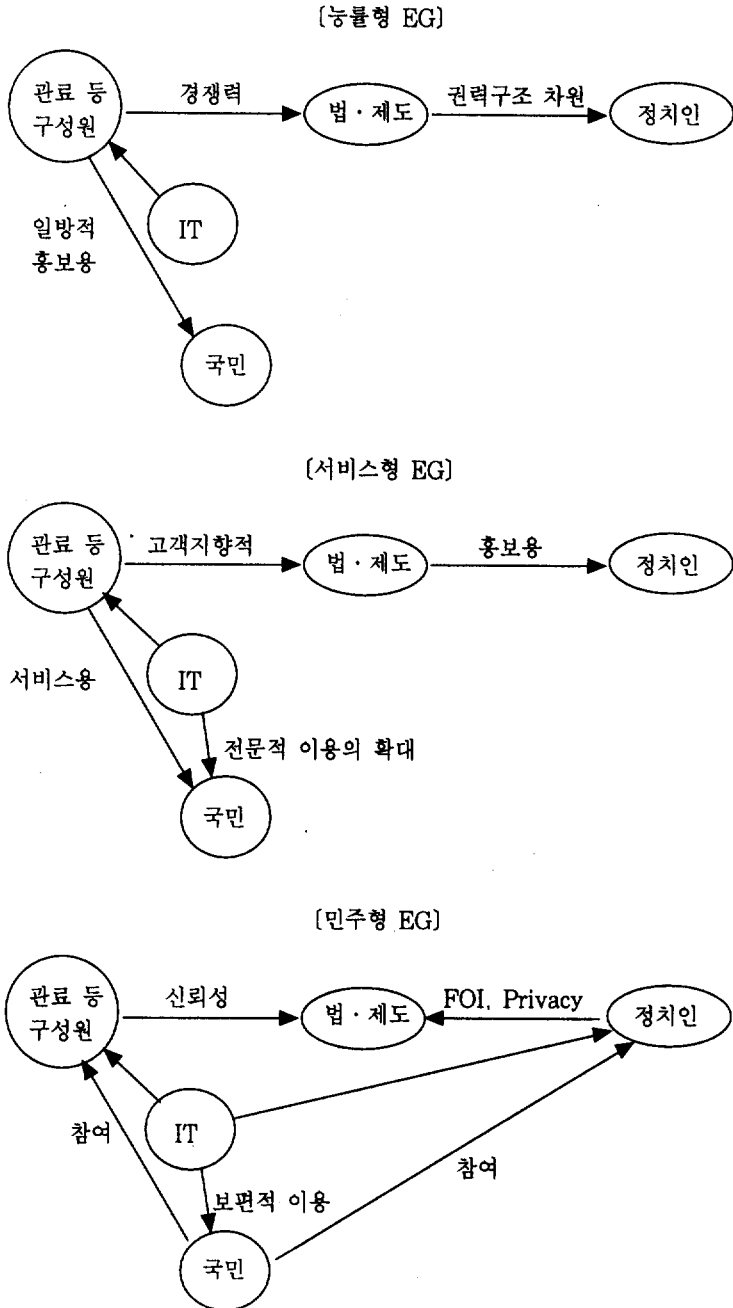 〔능률형 EG〕
관료 등
구성원
경쟁력
법·제도
권력구조 차원
정치인
일방적
홍보용
IT
국민
〔서비스형 EG〕
관료 등
구성원
고객지향적
법·제도
홍보용
정치인
서비스용
IT
전문적 이용의 확대
국민
〔민주형 EG〕
관료 등
구성원
신뢰성
법·제도
FOI, Privacy
정치인
참여
IT
참여
보편적 이용
국민